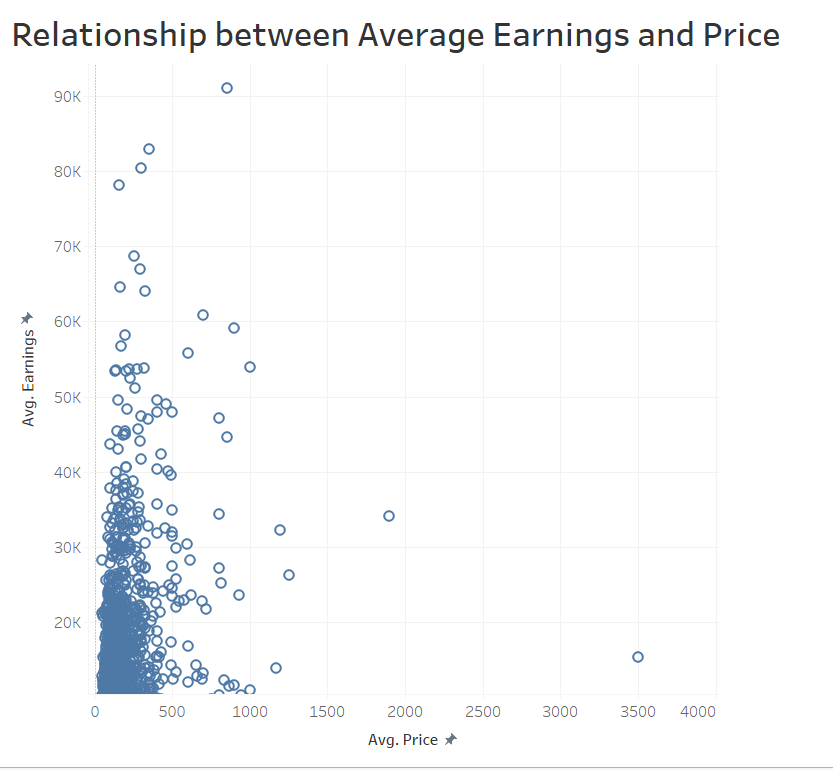 Relationship between Average Earnings and Price
90K
80K
70K
60K
50K
40K
30K
20K
Avg. Earnings
0 500 1000 1500 2000 2500 3000 3500 4000
Avg. Price